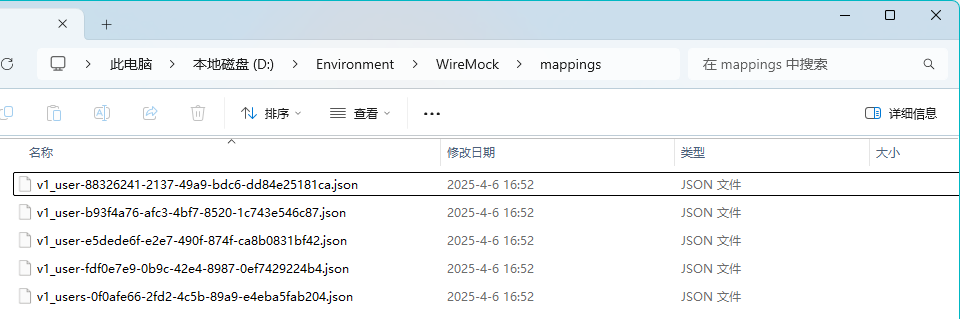 此电脑 本地磁盘 (D:) Environment WireMock mappings 在 mappings 中搜索
排序 查看 详细信息
名称 修改日期 类型 大小
v1_user-88326241-2137-49a9-bdc6-dd84e25181ca.json 2025-4-6 16:52 JSON 文件
v1_user-b93f4a76-afc3-4bf7-8520-1c743e546c87.json 2025-4-6 16:52 JSON 文件
v1_user-e5dede6f-e2e7-490f-874f-ca8b0831bf42.json 2025-4-6 16:52 JSON 文件
v1_user-fdf0e7e9-0b9c-42e4-8987-0ef7429224b4.json 2025-4-6 16:52 JSON 文件
v1_users-0f0afe66-2fd2-4c5b-89a9-e4eba5fab204.json 2025-4-6 16:52 JSON 文件